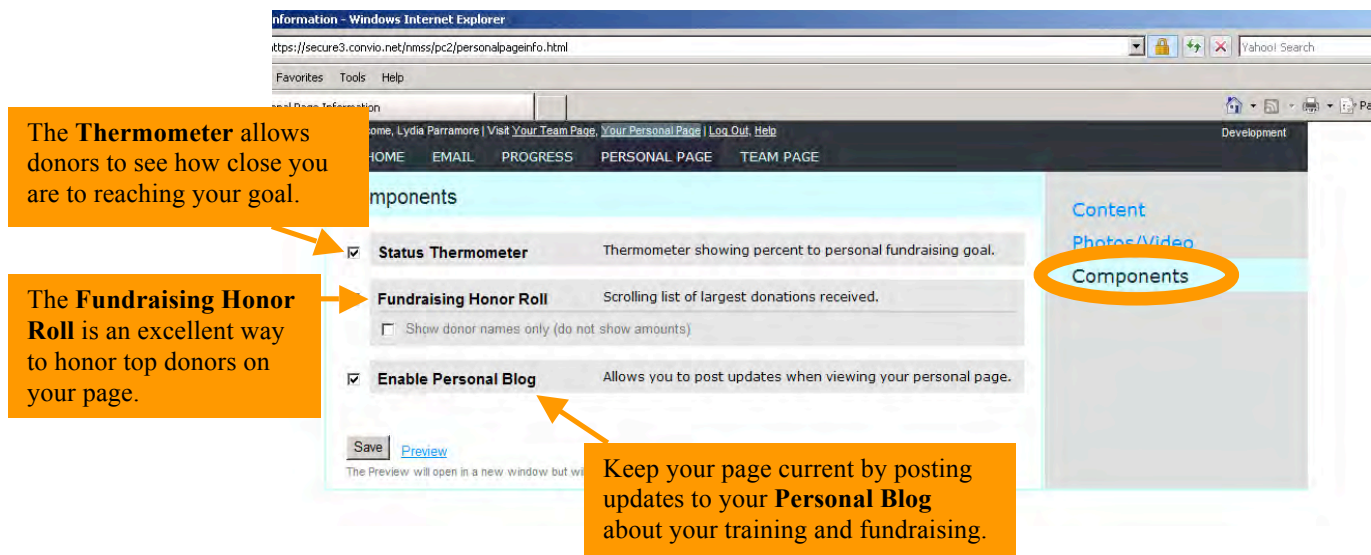 nformation - Windows Internet Explorer
https://secure3.convio.net/nmss/pc2/personalpageinfo.html
Yahoo! Search
Favorites Tools Help
onal Page Information
Pa
The Thermometer allows
donors to see how close you
are to reaching your goal.
ome, Lydia Parramore | Visit Your Team Page, Your Personal Page | Log Out, Help
Development
HOME EMAIL PROGRESS PERSONAL PAGE TEAM PAGE
mponents
Content
Photos/Video
Components
Status Thermometer Thermometer showing percent to personal fundraising goal.
The Fundraising Honor
Roll is an excellent way
to honor top donors on
your page.
Fundraising Honor Roll Scrolling list of largest donations received.
Show donor names only (do not show amounts)
Enable Personal Blog Allows you to post updates when viewing your personal page.
Save Preview
The Preview will open in a new window but wi
Keep your page current by posting
updates to your Personal Blog
about your training and fundraising.